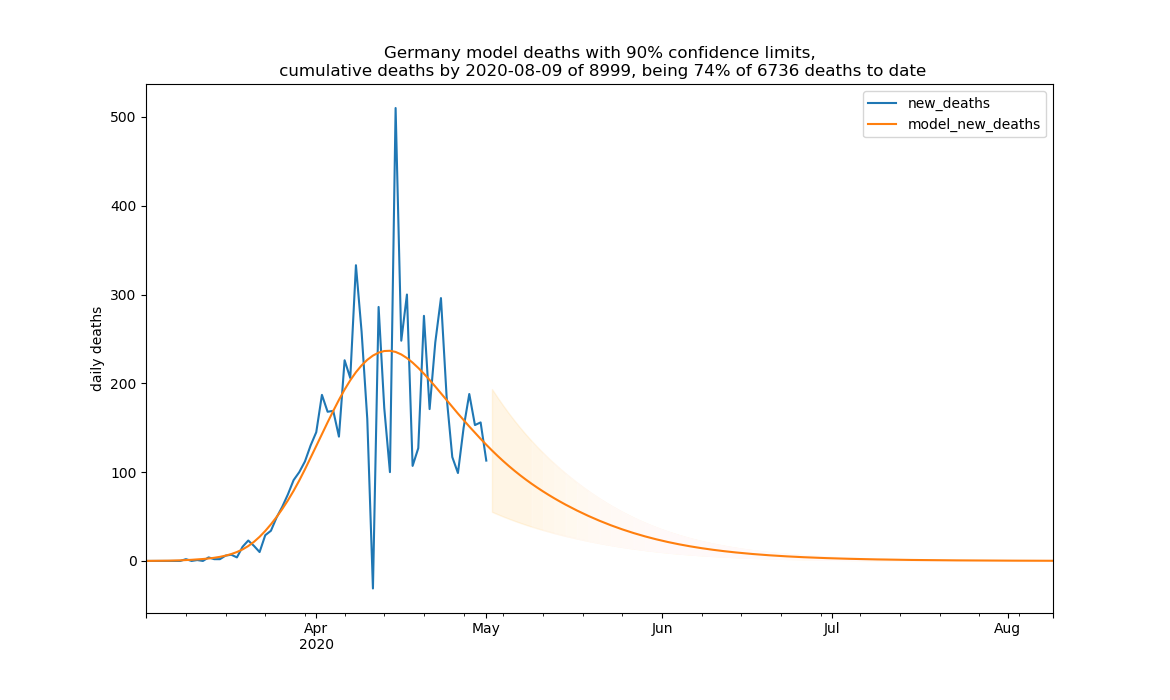 Germany model deaths with 90% confidence limits,
cumulative deaths by 2020-08-09 of 8999, being 74% of 6736 deaths to date
new_deaths
model_new_deaths
500
400
300
200
100
0
daily deaths
Apr
2020
May
Jun
Jul
Aug